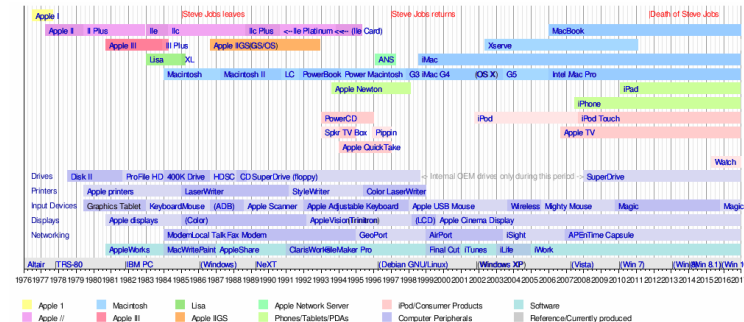 Apple I Steve Jobs leaves Steve Jobs returns Death of Steve Jobs
Apple II II Plus IIe IIc IIc Plus <--IIe Platinum <-<-- (IIe Card) MacBook
Apple III III Plus Apple IIGS(GS/OS) Xserve
Lisa XL ANS iMac
Macintosh Macintosh II LC PowerBook Power Macintosh G3 iMac G4 (OS X) G5 Intel iMac Pro
Apple Newton iPad
iPhone
PowerCD iPod iPod Touch
Spkr TV Box Pippin Apple TV
Apple QuickTake
Watch
Drives Disk II ProFile HD 400K Drive HDSC CD SuperDrive (floppy) <-- Internal OEM drives only during this period --> SuperDrive
Printers Apple printers LaserWriter StyleWriter Color LaserWriter
Input Devices Graphics Tablet Keyboard Mouse (ADB) Apple Scanner Apple Adjustable Keyboard Apple USB Mouse Wireless Mighty Mouse Magic Magic
Displays Apple displays (Color) AppleVision (Trinitron) (LCD) Apple Cinema Display
Networking Modem LocalTalk Fax Modem GeoPort AirPort iSight APEn Time Capsule
AppleWorks MacWrite Paint AppleShare ClarisWorks FileMaker Pro Final Cut iTunes iLife iWork
Altair TRS-80 IBM PC (Windows) NeXT (Debian GNU/Linux) (Windows XP) (Vista) (Win 7) (Win 8.1) (Win 1
1976 1977 1978 1979 1980 1981 1982 1983 1984 1985 1986 1987 1988 1989 1990 1991 1992 1993 1994 1995 1996 1997 1998 1999 2000 2001 2002 2003 2004 2005 2006 2007 2008 2009 2010 2011 2012 2013 2014 2015 201
Apple 1 Macintosh Lisa Apple Network Server iPod/Consumer Products Software
Apple // Apple III Apple IIGS Phones/Tablets/PDAs Computer Peripherals Reference/Currently produced